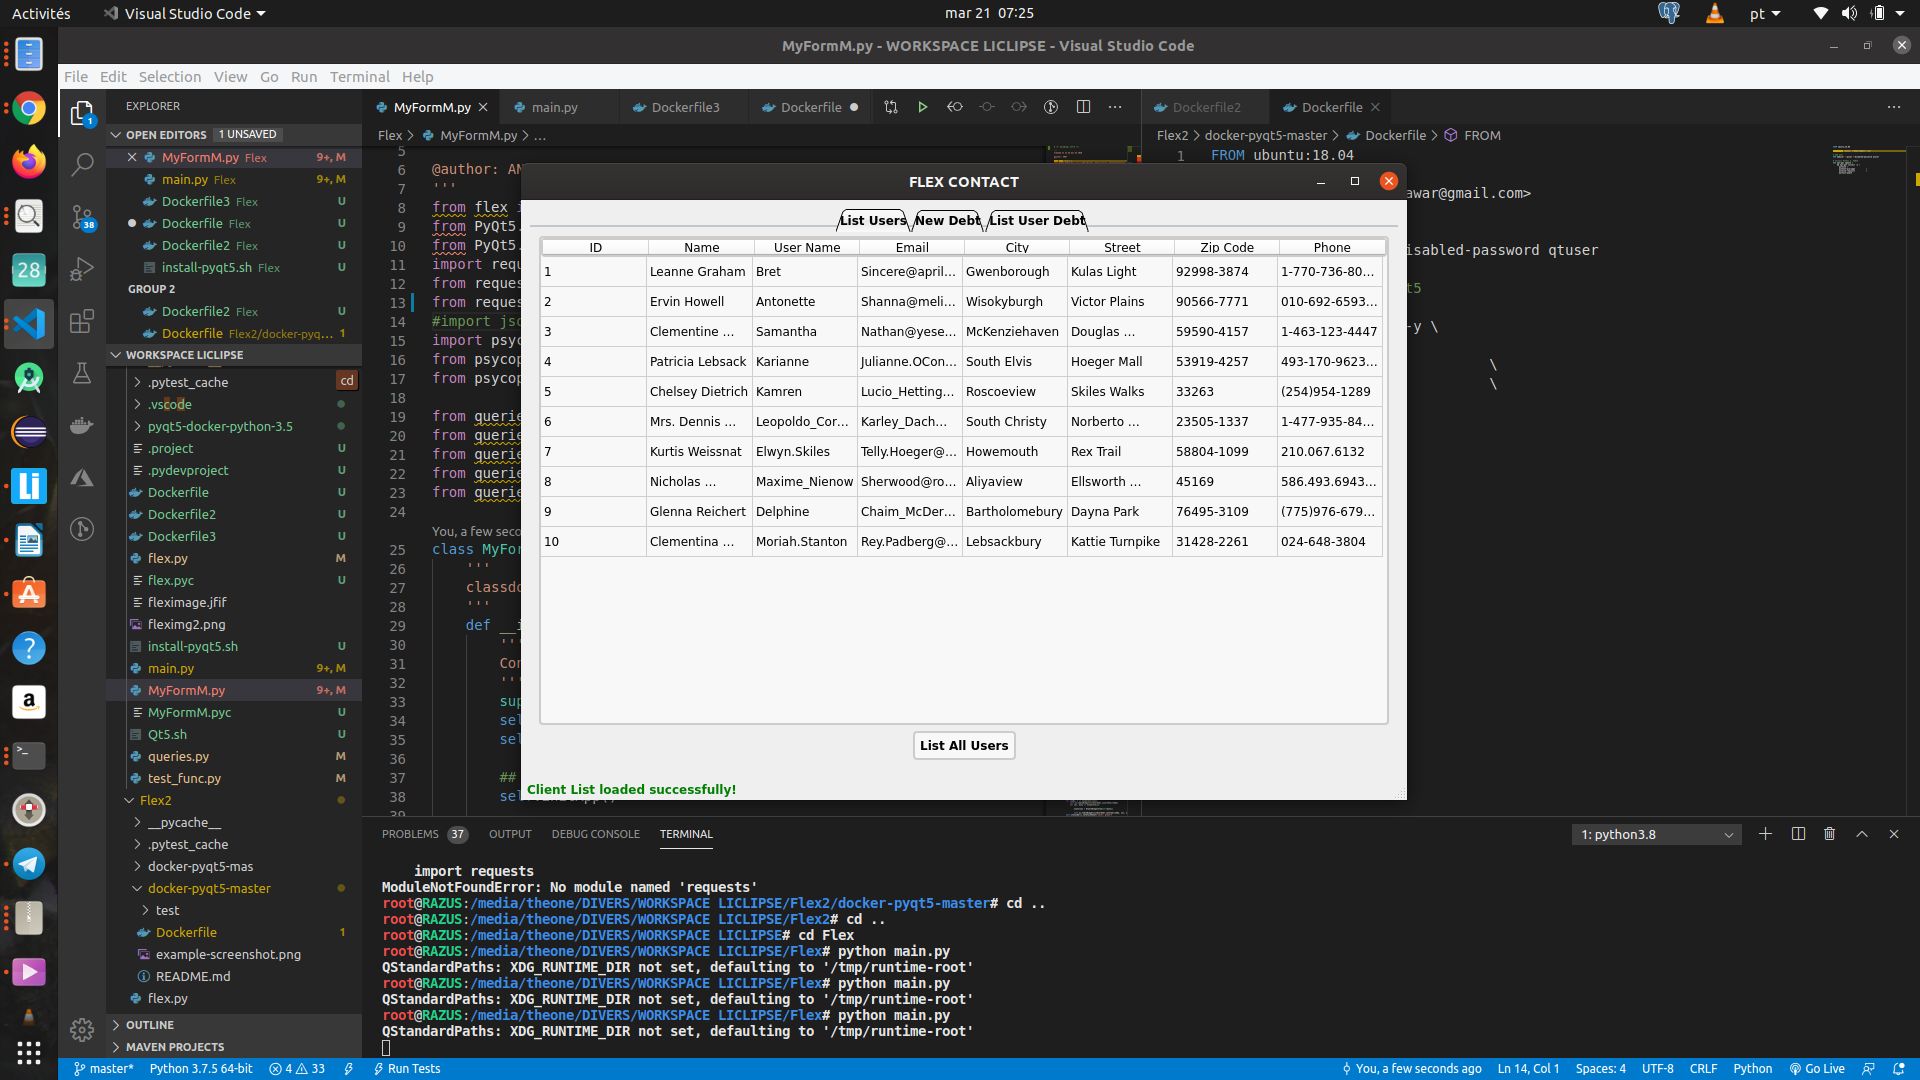 Activités
Visual Studio Code
mar 21 07:25
pt
MyFormM.py - WORKSPACE LICLIPSE - Visual Studio Code
File Edit Selection View Go Run Terminal Help
EXPLORER
OPEN EDITORS 1 UNSAVED
MyFormM.py Flex 9+, M
main.py Flex 9+, M
Dockerfile3 Flex U
Dockerfile Flex U
Dockerfile2 Flex U
install-pyqt5.sh Flex U
GROUP 2
Dockerfile2 Flex U
Dockerfile Flex2/docker-pyq... 1
WORKSPACE LICLIPSE
.pytest_cache
cd
.vscode
pyqt5-docker-python-3.5
.project U
.pydevproject U
Dockerfile U
Dockerfile2 U
Dockerfile3 U
flex.py M
flex.pyc U
fleximage.jfif
fleximg2.png
install-pyqt5.sh U
main.py 9+, M
MyFormM.py 9+, M
MyFormM.pyc U
Qt5.sh U
queries.py M
test_func.py M
Flex2
__pycache__
.pytest_cache
docker-pyqt5-mas
docker-pyqt5-master
test
Dockerfile 1
example-screenshot.png
README.md
flex.py
OUTLINE
MAVEN PROJECTS
MyFormM.py main.py Dockerfile3 Dockerfile
Flex > MyFormM.py > ...
5
6 @author: AN
7 '''
8 from flex i
9 from PyQt5.
10 from PyQt5.
11 import requ
12 from reques
13 from reques
14 #import jso
15 import psyc
16 from psycop
17 from psycop
18
19 from querie
20 from querie
21 from querie
22 from querie
23 from querie
24
You, a few seco
25 class MyFor
26 '''
27 classdo
28 '''
29 def __i
30 '''
31 Con
32 '''
33 sup
34 sel
35 sel
36
37 ##
38
39
Dockerfile2 Dockerfile
Flex2 > docker-pyqt5-master > Dockerfile > FROM
1 FROM ubuntu:18.04
awar@gmail.com>
isabled-password qtuser
t5
-y \
\
\
FLEX CONTACT
List Users New Debt List User Debt
ID Name User Name Email City Street Zip Code Phone
1 Leanne Graham Bret Sincere@april... Gwenborough Kulas Light 92998-3874 1-770-736-80...
2 Ervin Howell Antonette Shanna@meli... Wisokyburgh Victor Plains 90566-7771 010-692-6593...
3 Clementine ... Samantha Nathan@yese... McKenziehaven Douglas ... 59590-4157 1-463-123-4447
4 Patricia Lebsack Karianne Julianne.OCon... South Elvis Hoeger Mall 53919-4257 493-170-9623...
5 Chelsey Dietrich Kamren Lucio_Hetting... Roscoeview Skiles Walks 33263 (254)954-1289
6 Mrs. Dennis ... Leopoldo_Cor... Karley_Dach... South Christy Norberto ... 23505-1337 1-477-935-84...
7 Kurtis Weissnat Elwyn.Skiles Telly.Hoeger@... Howemouth Rex Trail 58804-1099 210.067.6132
8 Nicholas ... Maxime_Nienow Sherwood@ro... Aliyaview Ellsworth ... 45169 586.493.6943...
9 Glenna Reichert Delphine Chaim_McDer... Bartholomebury Dayna Park 76495-3109 (775)976-679...
10 Clementina ... Moriah.Stanton Rey.Padberg@... Lebsackbury Kattie Turnpike 31428-2261 024-648-3804
List All Users
Client List loaded successfully!
PROBLEMS 37 OUTPUT DEBUG CONSOLE TERMINAL
1: python3.8
import requests
ModuleNotFoundError: No module named 'requests'
root@RAZUS:/media/theone/DIVERS/WORKSPACE LICLIPSE/Flex2/docker-pyqt5-master# cd ..
root@RAZUS:/media/theone/DIVERS/WORKSPACE LICLIPSE/Flex2# cd ..
root@RAZUS:/media/theone/DIVERS/WORKSPACE LICLIPSE# cd Flex
root@RAZUS:/media/theone/DIVERS/WORKSPACE LICLIPSE/Flex# python main.py
QStandardPaths: XDG_RUNTIME_DIR not set, defaulting to '/tmp/runtime-root'
root@RAZUS:/media/theone/DIVERS/WORKSPACE LICLIPSE/Flex# python main.py
QStandardPaths: XDG_RUNTIME_DIR not set, defaulting to '/tmp/runtime-root'
root@RAZUS:/media/theone/DIVERS/WORKSPACE LICLIPSE/Flex# python main.py
QStandardPaths: XDG_RUNTIME_DIR not set, defaulting to '/tmp/runtime-root'
master* Python 3.7.5 64-bit 4 33 Run Tests
You, a few seconds ago Ln 14, Col 1 Spaces: 4 UTF-8 CRLF Python Go Live
1
38
28
Li
a